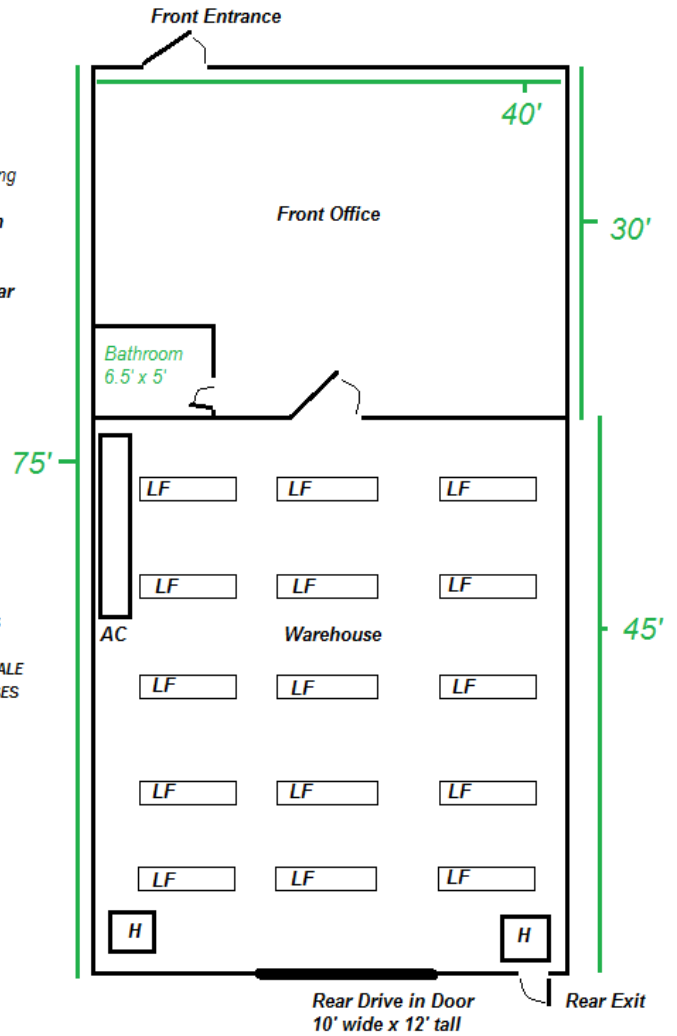 Front Entrance
40'
Front Office
30'
Bathroom
6.5' x 5'
75'
LF LF LF
LF LF LF
AC
Warehouse
45'
LF LF LF
LF LF LF
LF LF LF
H H
Rear Drive in Door
10' wide x 12' tall
Rear Exit